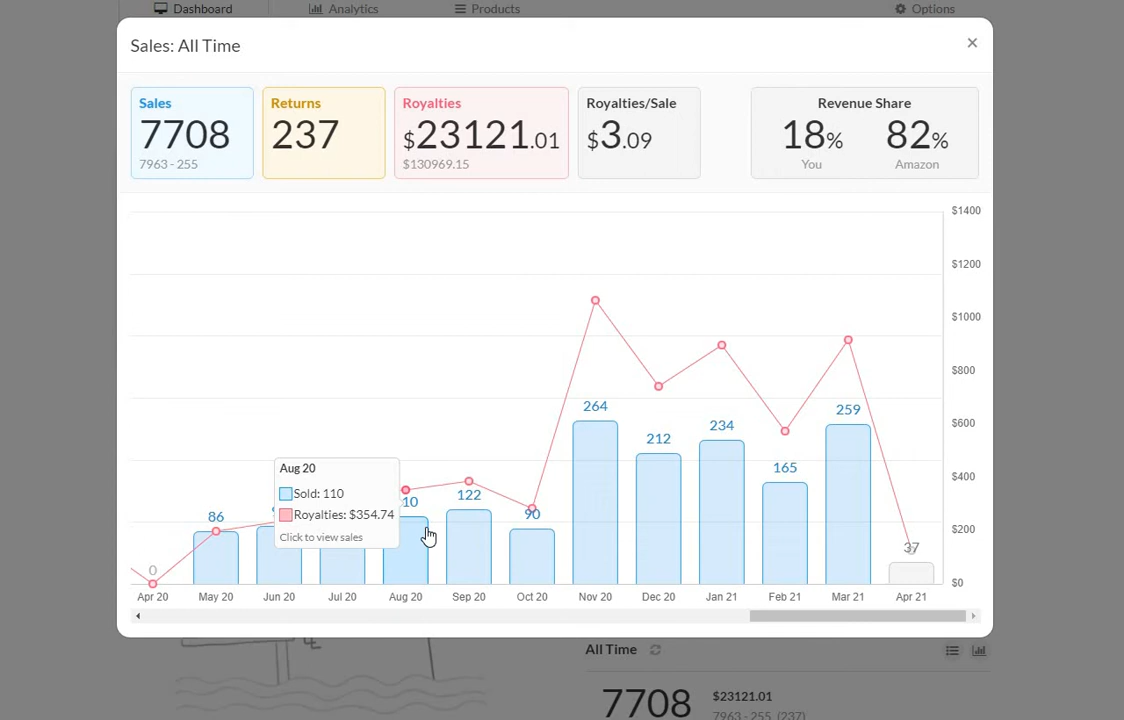 Dashboard Analytics Products Options
Sales: All Time ×
Sales Returns Royalties Royalties/Sale Revenue Share
7708 237 $23121.01 $3.09 18% 82%
7963 - 255 $130969.15 You Amazon
$1400
$1200
$1000
$800
$600
$400
$200
$0
264
259
234
212
165
Aug 20
Sold: 110
Royalties: $354.74
Click to view sales
86
10
122
90
37
0
Apr 20 May 20 Jun 20 Jul 20 Aug 20 Sep 20 Oct 20 Nov 20 Dec 20 Jan 21 Feb 21 Mar 21 Apr 21
All Time
7708 $23121.01
7963 - 255 (237)